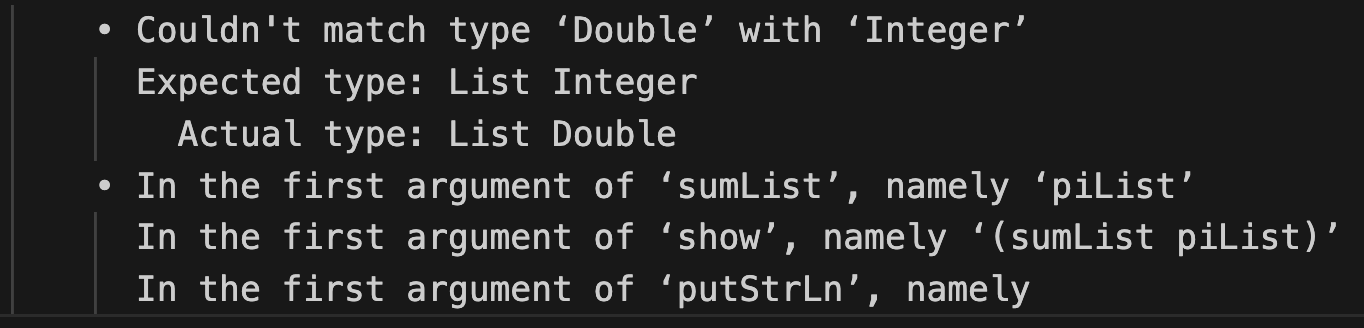 • Couldn't match type ‘Double’ with ‘Integer’
Expected type: List Integer
Actual type: List Double
• In the first argument of ‘sumList’, namely ‘piList’
In the first argument of ‘show’, namely ‘(sumList piList)’
In the first argument of ‘putStrLn’, namely